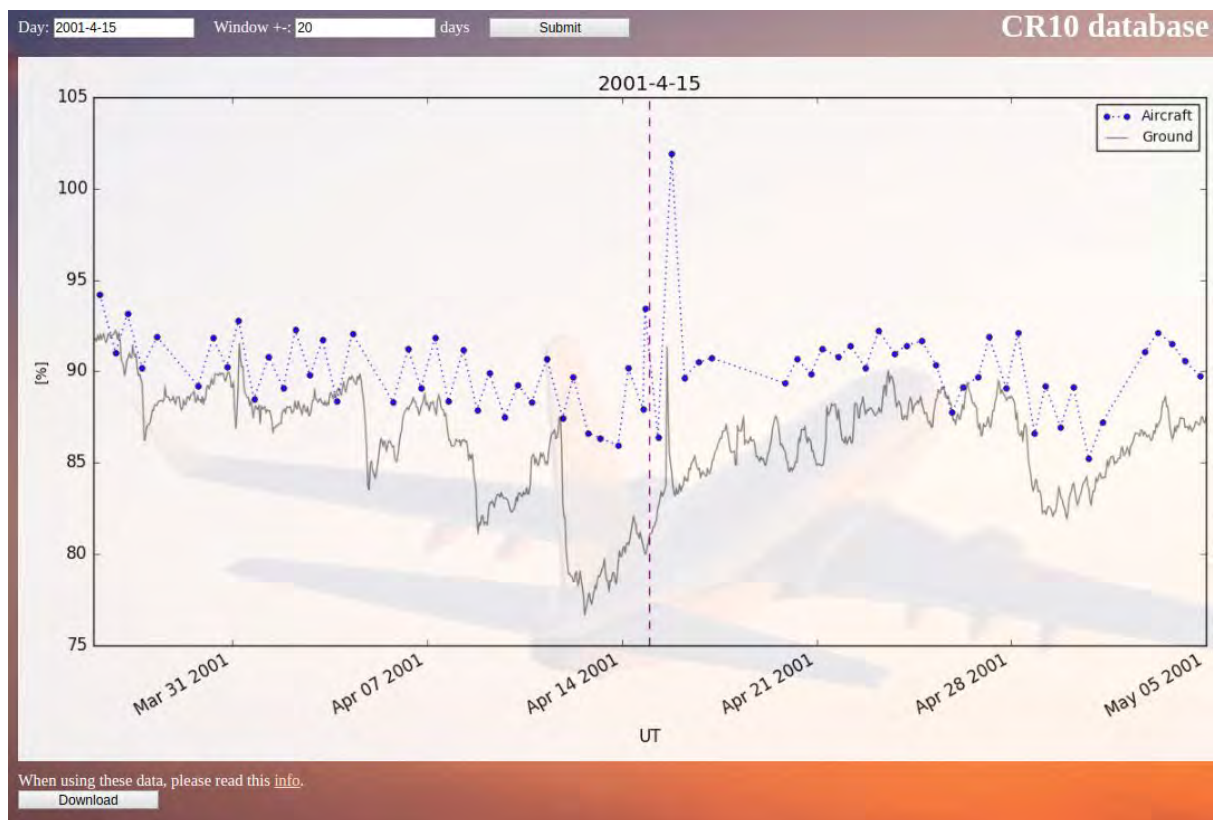 Day: 2001-4-15 Window +-: 20 days Submit CR10 database
2001-4-15
105
100
95
90
85
80
75
[%]
Aircraft
Ground
Mar 31 2001 Apr 07 2001 Apr 14 2001 Apr 21 2001 Apr 28 2001 May 05 2001
UT
When using these data, please read this info.
Download